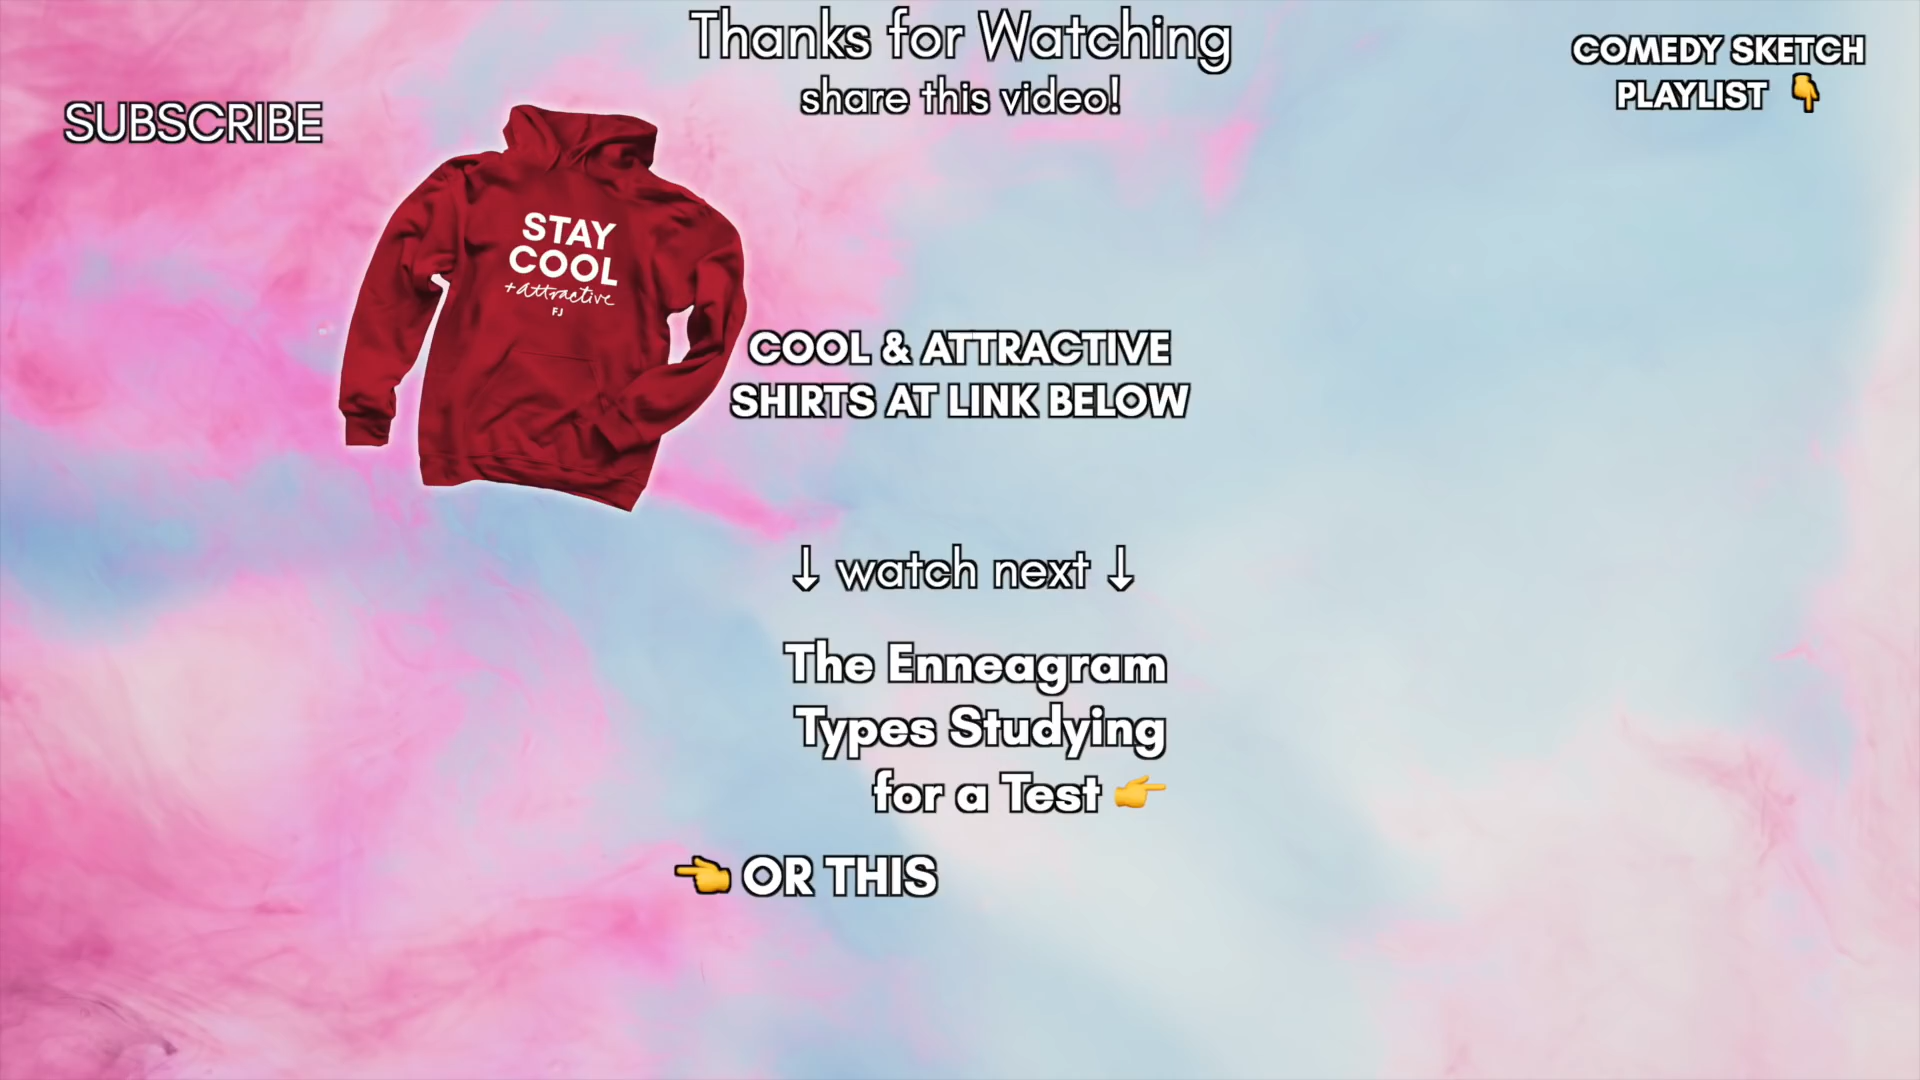 Thanks for Watching
share this video!
COMEDY SKETCH
PLAYLIST 👇
SUBSCRIBE
STAY
COOL
+attractive
FJ
COOL & ATTRACTIVE
SHIRTS AT LINK BELOW
↓ watch next ↓
The Enneagram
Types Studying
for a Test 👉
👈 OR THIS